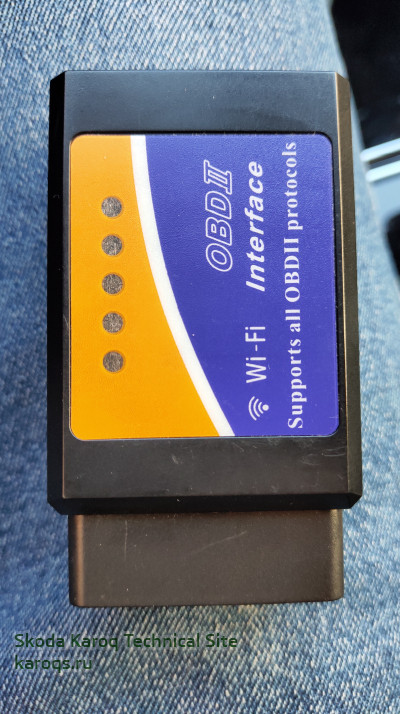 OBDII
Interface
Wi-Fi
Supports all OBDII protocols
Skoda Karoq Technical Site
karoqs.ru